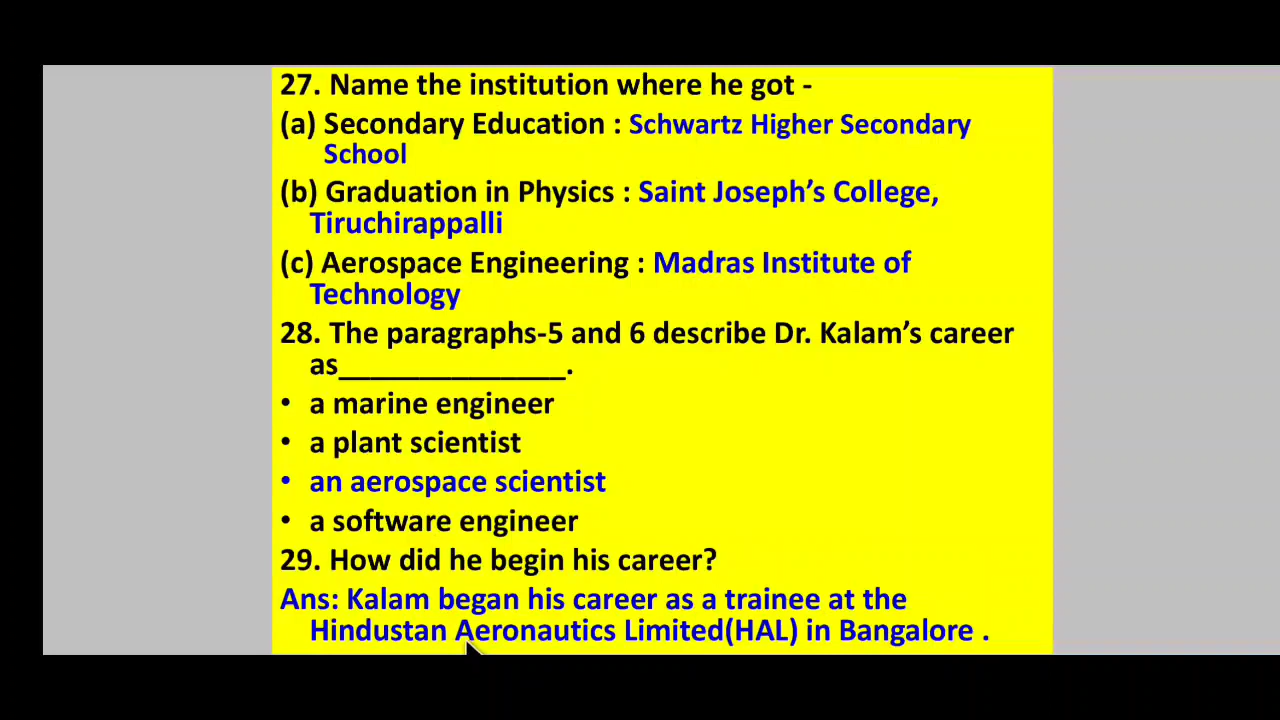 27. Name the institution where he got -
(a) Secondary Education : Schwartz Higher Secondary
School
(b) Graduation in Physics : Saint Joseph’s College,
Tiruchirappalli
(c) Aerospace Engineering : Madras Institute of
Technology
28. The paragraphs-5 and 6 describe Dr. Kalam’s career
as______________.
• a marine engineer
• a plant scientist
• an aerospace scientist
• a software engineer
29. How did he begin his career?
Ans: Kalam began his career as a trainee at the
Hindustan Aeronautics Limited(HAL) in Bangalore .